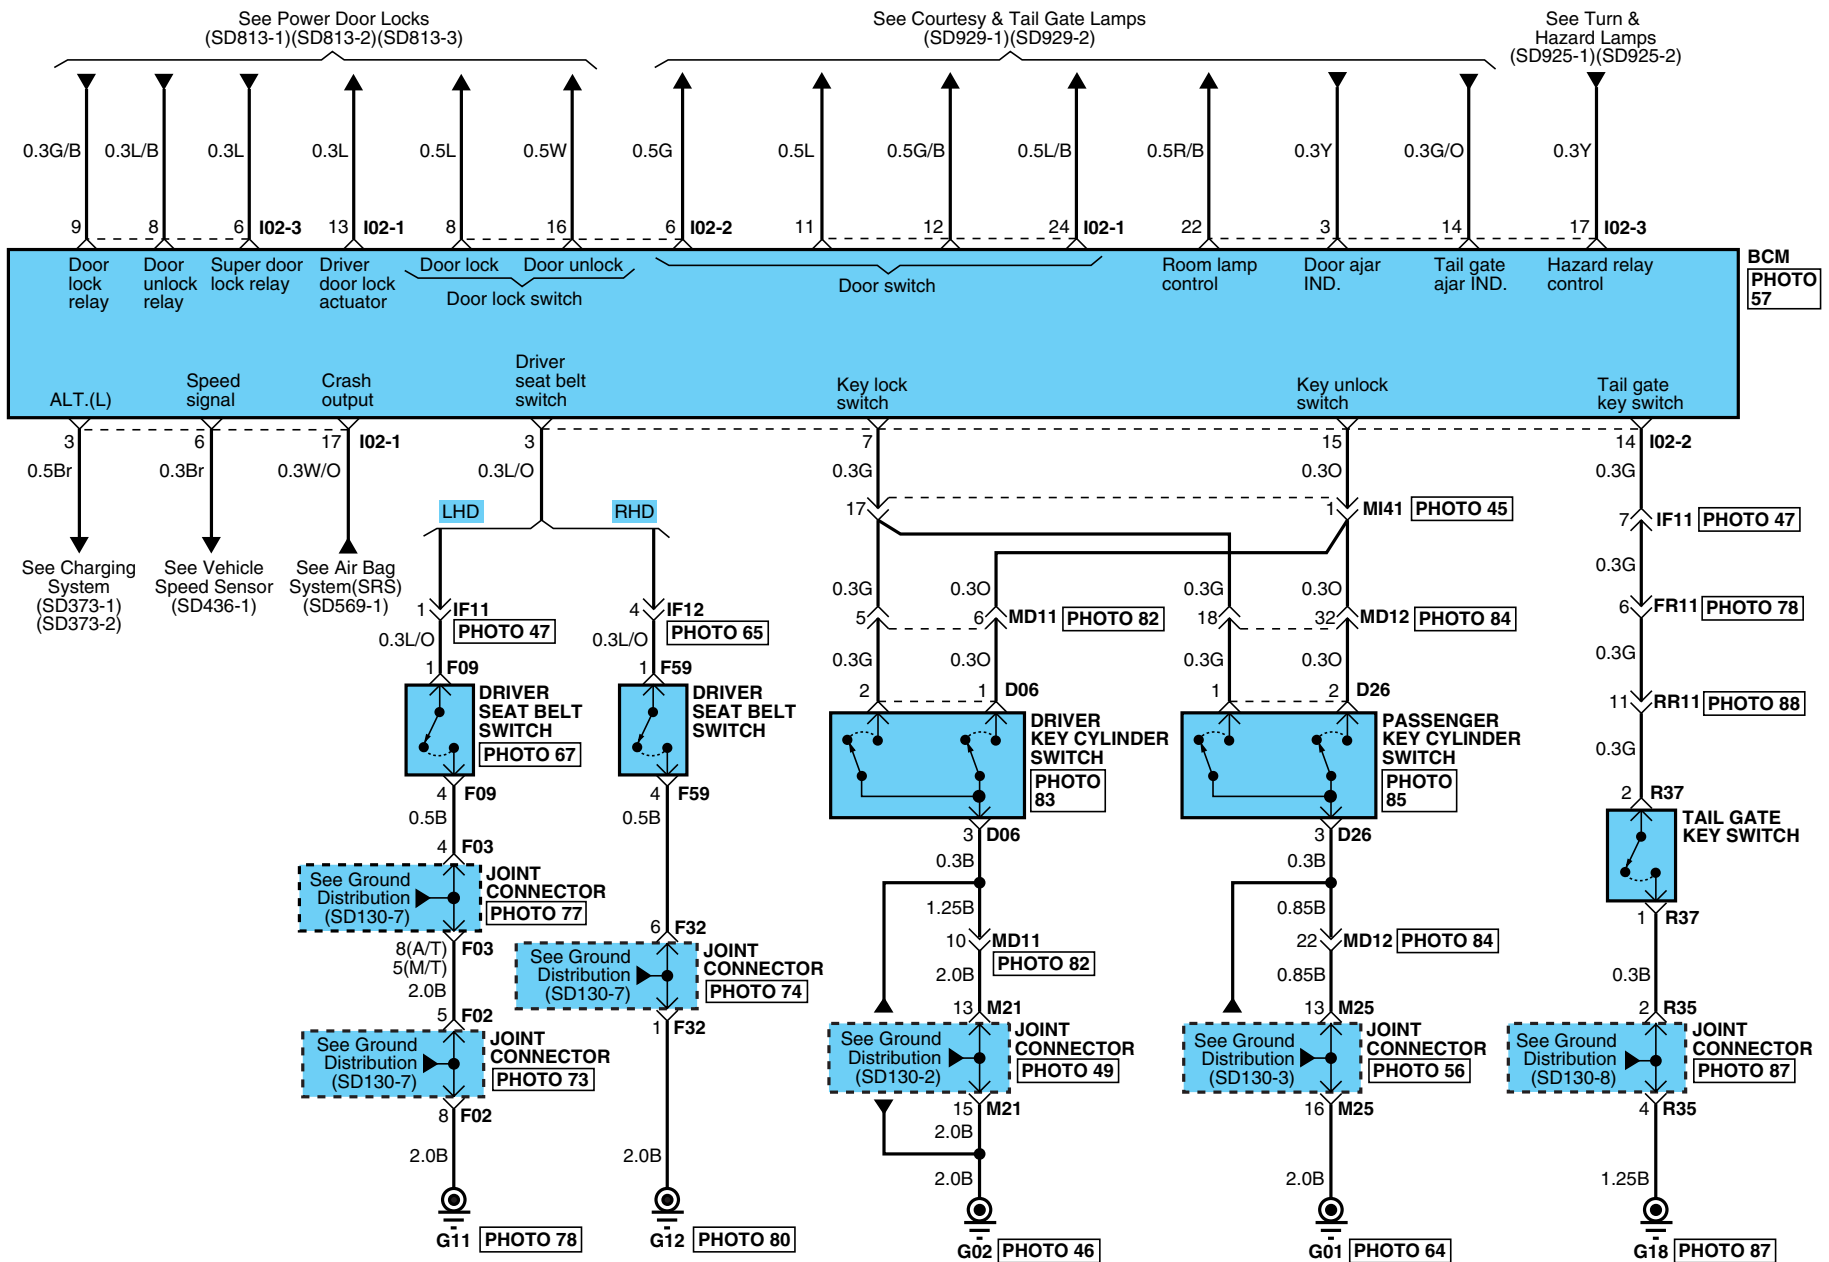 See Power Door Locks
(SD813-1)(SD813-2)(SD813-3)
See Courtesy & Tail Gate Lamps
(SD929-1)(SD929-2)
See Turn &
Hazard Lamps
(SD925-1)(SD925-2)
0.3G/B 0.3L/B 0.3L 0.3L 0.5L 0.5W 0.5G 0.5L 0.5G/B 0.5L/B 0.5R/B 0.3Y 0.3G/O 0.3Y
9 8 6 I02-3 13 I02-1 8 16 6 I02-2 11 12 24 I02-1 22 3 14 17 I02-3
Door
lock
relay
Door
unlock
relay
Super door
lock relay
Driver
door lock
actuator
Door lock Door unlock
Door lock switch
Door switch
Room lamp
control
Door ajar
IND.
Tail gate
ajar IND.
Hazard relay
control
BCM
PHOTO
57
ALT.(L)
Speed
signal
Crash
output
Driver
seat belt
switch
Key lock
switch
Key unlock
switch
Tail gate
key switch
3 6 17 I02-1 3 7 15 14 I02-2
0.5Br 0.3Br 0.3W/O 0.3L/O 0.3G 0.3O 0.3G
See Charging
System
(SD373-1)
(SD373-2)
See Vehicle
Speed Sensor
(SD436-1)
See Air Bag
System(SRS)
(SD569-1)
LHD RHD
17 1 MI41 PHOTO 45
7 IF11 PHOTO 47
0.3G
1 IF11
PHOTO 47
0.3L/O
1 F09
DRIVER
SEAT BELT
SWITCH
PHOTO 67
4 F09
0.5B
4 F03
See Ground
Distribution
(SD130-7)
JOINT
CONNECTOR
PHOTO 77
8(A/T)
5(M/T)
F03
2.0B
5 F02
See Ground
Distribution
(SD130-7)
JOINT
CONNECTOR
PHOTO 73
8 F02
2.0B
G11 PHOTO 78
4 IF12
PHOTO 65
0.3L/O
1 F59
DRIVER
SEAT BELT
SWITCH
4 F59
0.5B
6 F32
See Ground
Distribution
(SD130-7)
JOINT
CONNECTOR
PHOTO 74
1 F32
2.0B
G12 PHOTO 80
0.3G 0.3O
5 6 MD11 PHOTO 82
0.3G 0.3O
2 1 D06
DRIVER
KEY CYLINDER
SWITCH
PHOTO
83
3 D06
0.3B
1.25B
10 MD11
PHOTO 82
2.0B
13 M21
See Ground
Distribution
(SD130-2)
JOINT
CONNECTOR
PHOTO 49
15 M21
2.0B
2.0B
G02 PHOTO 46
0.3G 0.3O
18 32 MD12 PHOTO 84
0.3G 0.3O
1 2 D26
PASSENGER
KEY CYLINDER
SWITCH
PHOTO
85
3 D26
0.3B
0.85B
22 MD12 PHOTO 84
0.85B
13 M25
See Ground
Distribution
(SD130-3)
JOINT
CONNECTOR
PHOTO 56
16 M25
2.0B
G01 PHOTO 64
6 FR11 PHOTO 78
0.3G
11 RR11 PHOTO 88
0.3G
2 R37
TAIL GATE
KEY SWITCH
1 R37
0.3B
2 R35
See Ground
Distribution
(SD130-8)
JOINT
CONNECTOR
PHOTO 87
4 R35
1.25B
G18 PHOTO 87